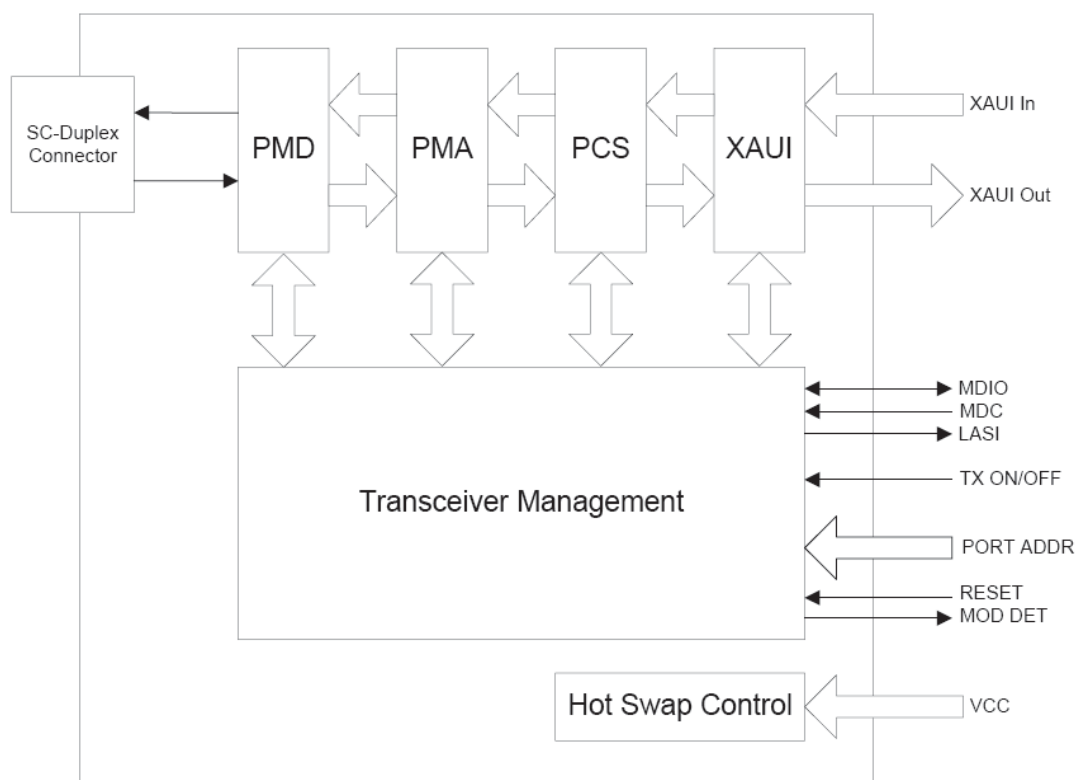 SC-Duplex
Connector
PMD
PMA
PCS
XAUI
XAUI In
XAUI Out
Transceiver Management
MDIO
MDC
LASI
TX ON/OFF
PORT ADDR
RESET
MOD DET
Hot Swap Control
VCC